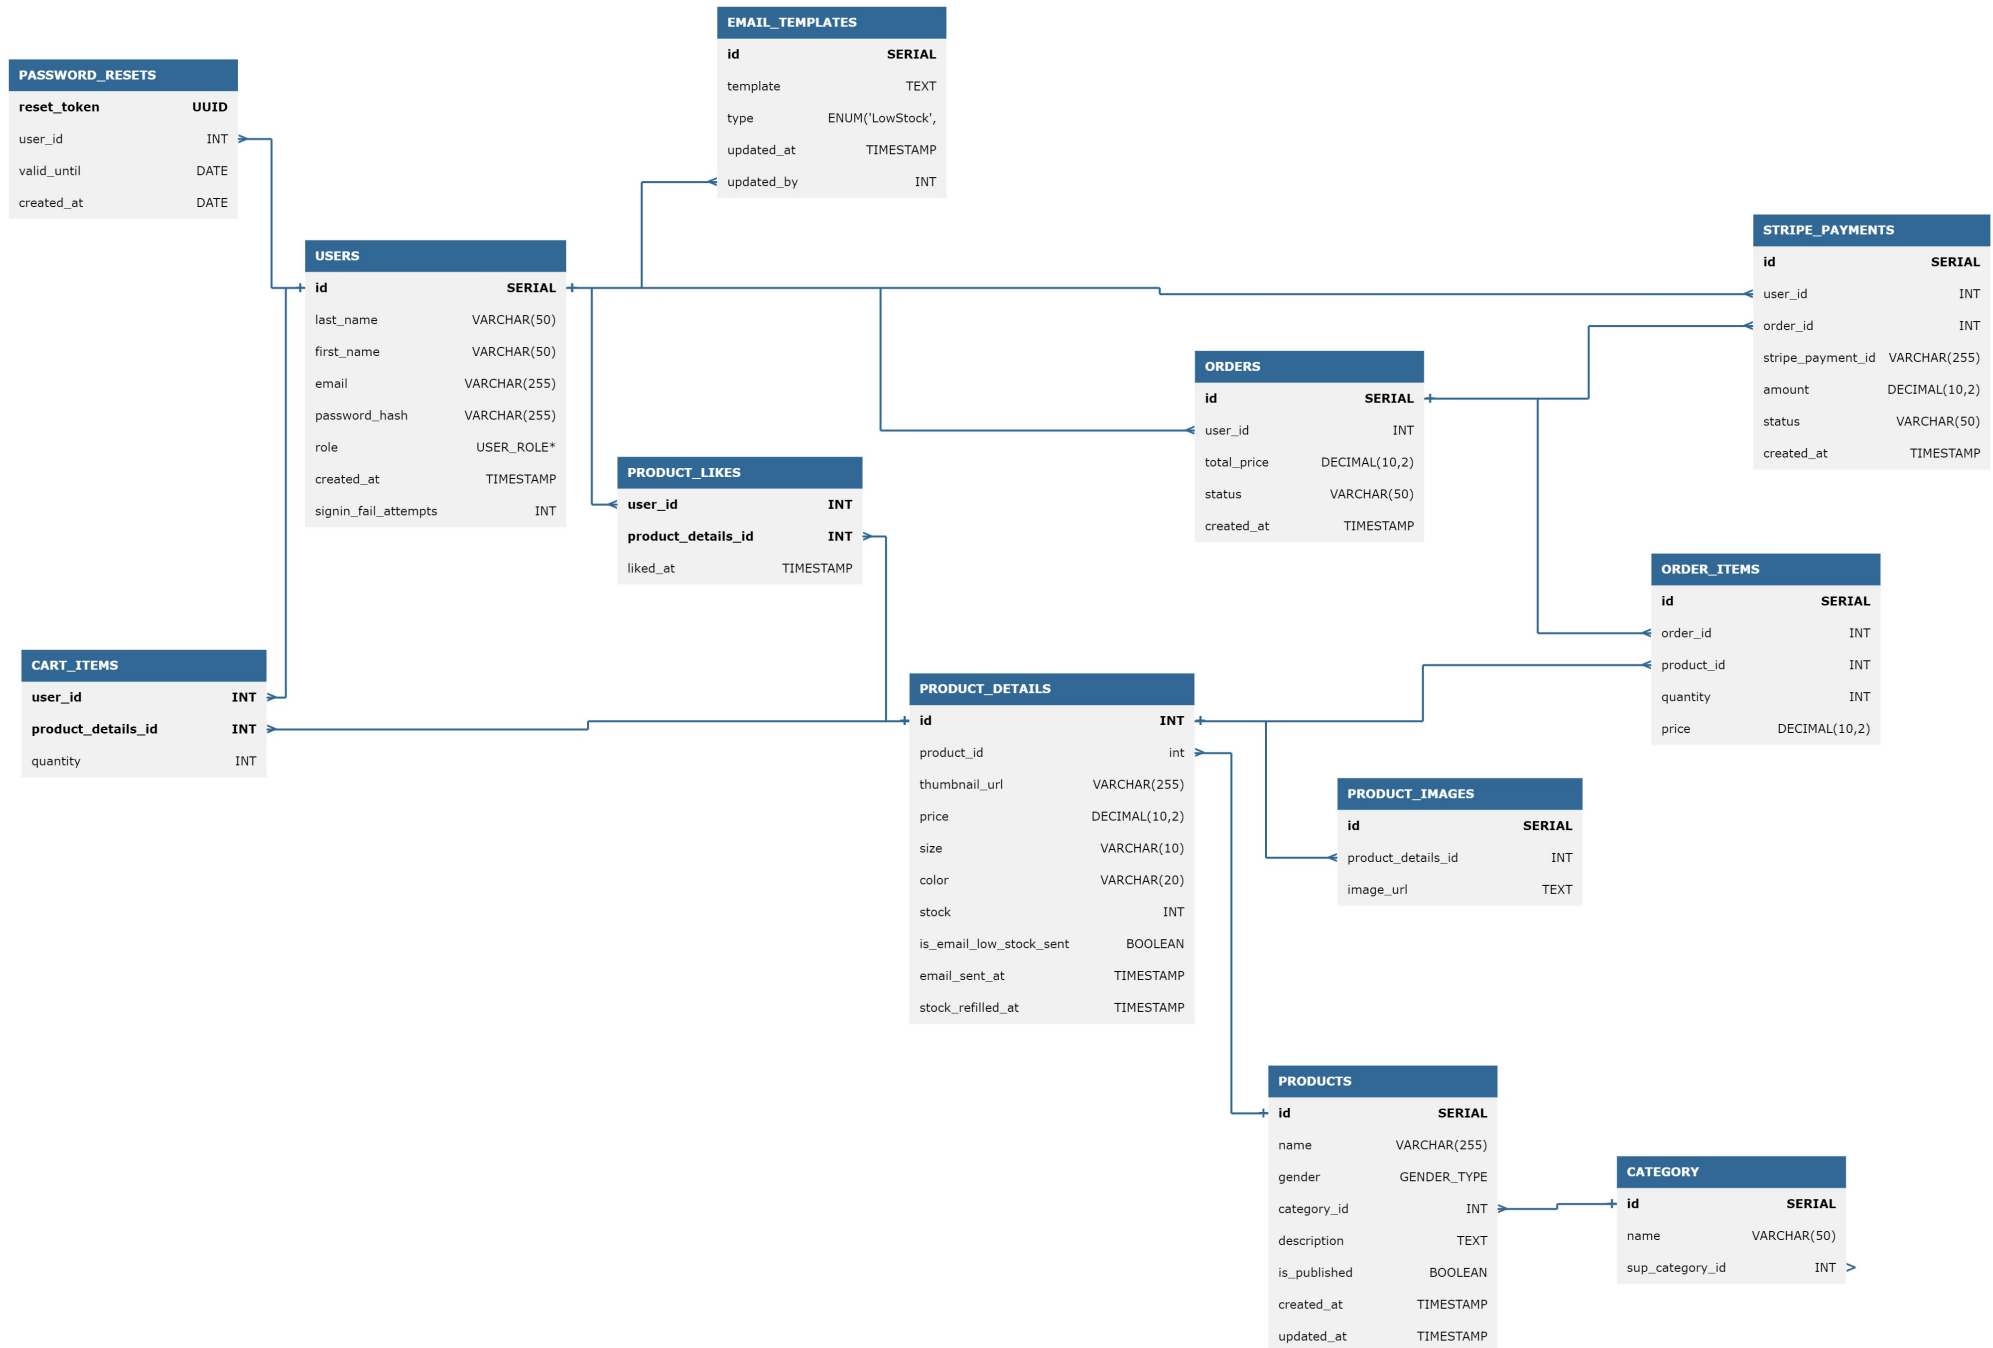 EMAIL_TEMPLATES
id SERIAL
template TEXT
type ENUM('LowStock',
updated_at TIMESTAMP
updated_by INT
PASSWORD_RESETS
reset_token UUID
user_id INT
valid_until DATE
created_at DATE
USERS
id SERIAL
last_name VARCHAR(50)
first_name VARCHAR(50)
email VARCHAR(255)
password_hash VARCHAR(255)
role USER_ROLE*
created_at TIMESTAMP
signin_fail_attempts INT
STRIPE_PAYMENTS
id SERIAL
user_id INT
order_id INT
stripe_payment_id VARCHAR(255)
amount DECIMAL(10,2)
status VARCHAR(50)
created_at TIMESTAMP
ORDERS
id SERIAL
user_id INT
total_price DECIMAL(10,2)
status VARCHAR(50)
created_at TIMESTAMP
PRODUCT_LIKES
user_id INT
product_details_id INT
liked_at TIMESTAMP
ORDER_ITEMS
id SERIAL
order_id INT
product_id INT
quantity INT
price DECIMAL(10,2)
CART_ITEMS
user_id INT
product_details_id INT
quantity INT
PRODUCT_DETAILS
id INT
product_id int
thumbnail_url VARCHAR(255)
price DECIMAL(10,2)
size VARCHAR(10)
color VARCHAR(20)
stock INT
is_email_low_stock_sent BOOLEAN
email_sent_at TIMESTAMP
stock_refilled_at TIMESTAMP
PRODUCT_IMAGES
id SERIAL
product_details_id INT
image_url TEXT
PRODUCTS
id SERIAL
name VARCHAR(255)
gender GENDER_TYPE
category_id INT
description TEXT
is_published BOOLEAN
created_at TIMESTAMP
updated_at TIMESTAMP
CATEGORY
id SERIAL
name VARCHAR(50)
sup_category_id INT